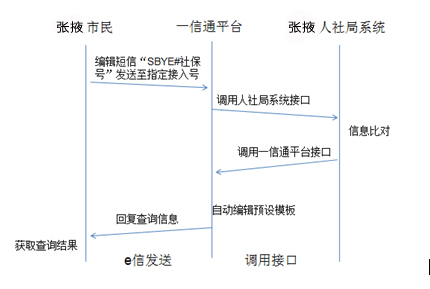 张掖 市民
一信通平台
张掖 人社局系统
编辑短信“SBYE#社保
号”发送至指定接入号
调用人社局系统接口
信息比对
调用一信通平台接口
自动编辑预设模板
回复查询信息
获取查询结果
e信发送
调用接口